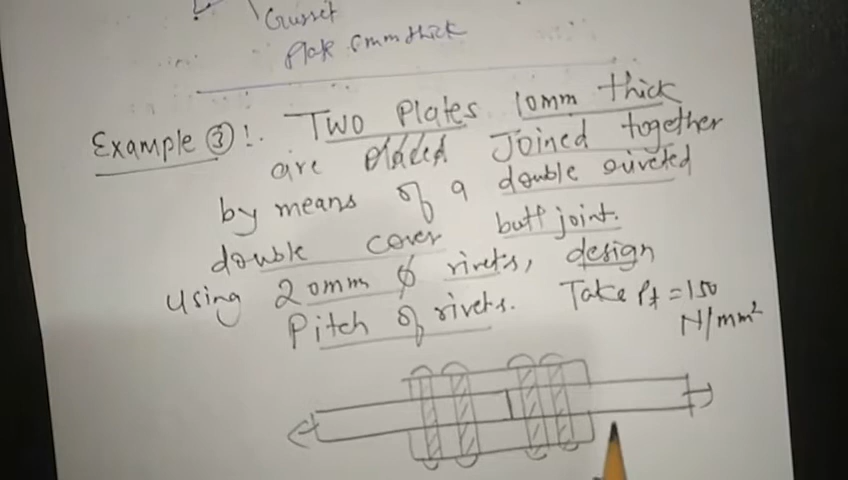 Gusset
Plate 6mm thick
Example ③ :. Two Plates 10mm thick
are Joined together
by means of a double riveted
double cover butt joint.
Using 20mm ϕ rivets, design
Pitch of rivets. Take Pt = 150
N/mm²